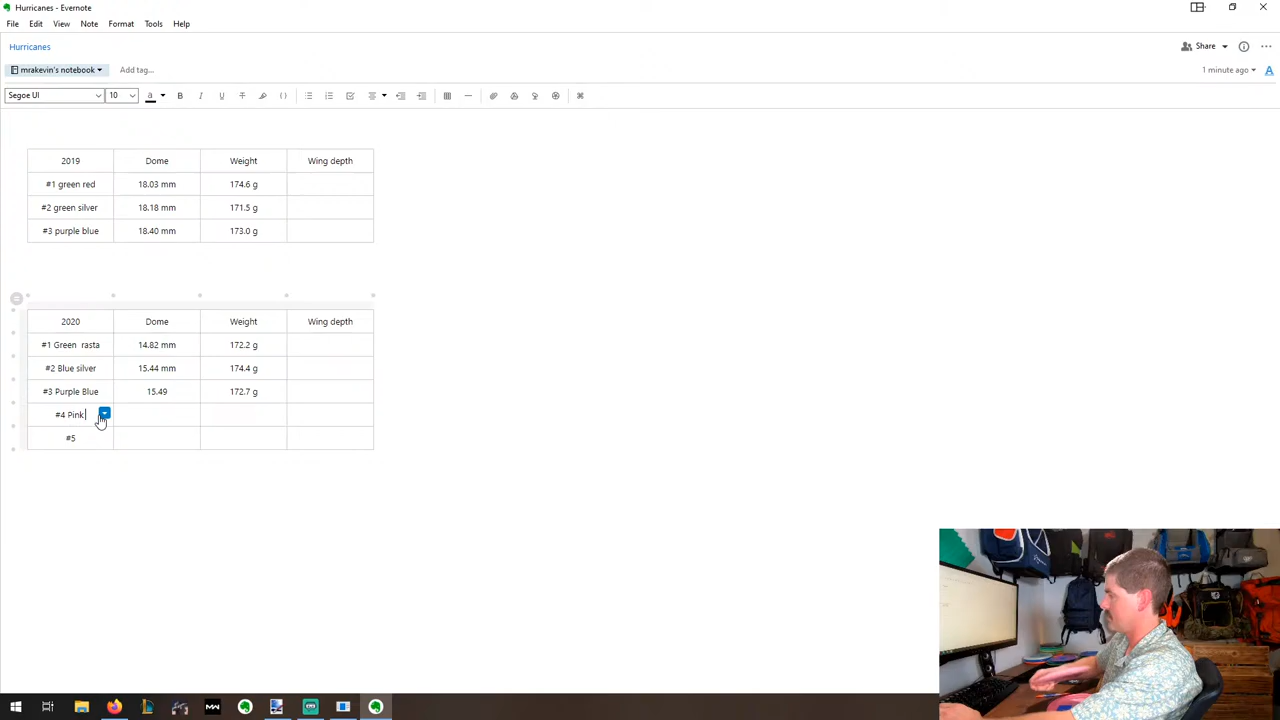 Hurricanes - Evernote
File Edit View Note Format Tools Help
Hurricanes
Share
mrakevin's notebook Add tag...
1 minute ago
Segoe UI 10 a B I U T
2019 Dome Weight Wing depth
#1 green red 18.03 mm 174.6 g
#2 green silver 18.18 mm 171.5 g
#3 purple blue 18.40 mm 173.0 g
2020 Dome Weight Wing depth
#1 Green rasta 14.82 mm 172.2 g
#2 Blue silver 15.44 mm 174.4 g
#3 Purple Blue 15.49 172.7 g
#4 Pink
#5